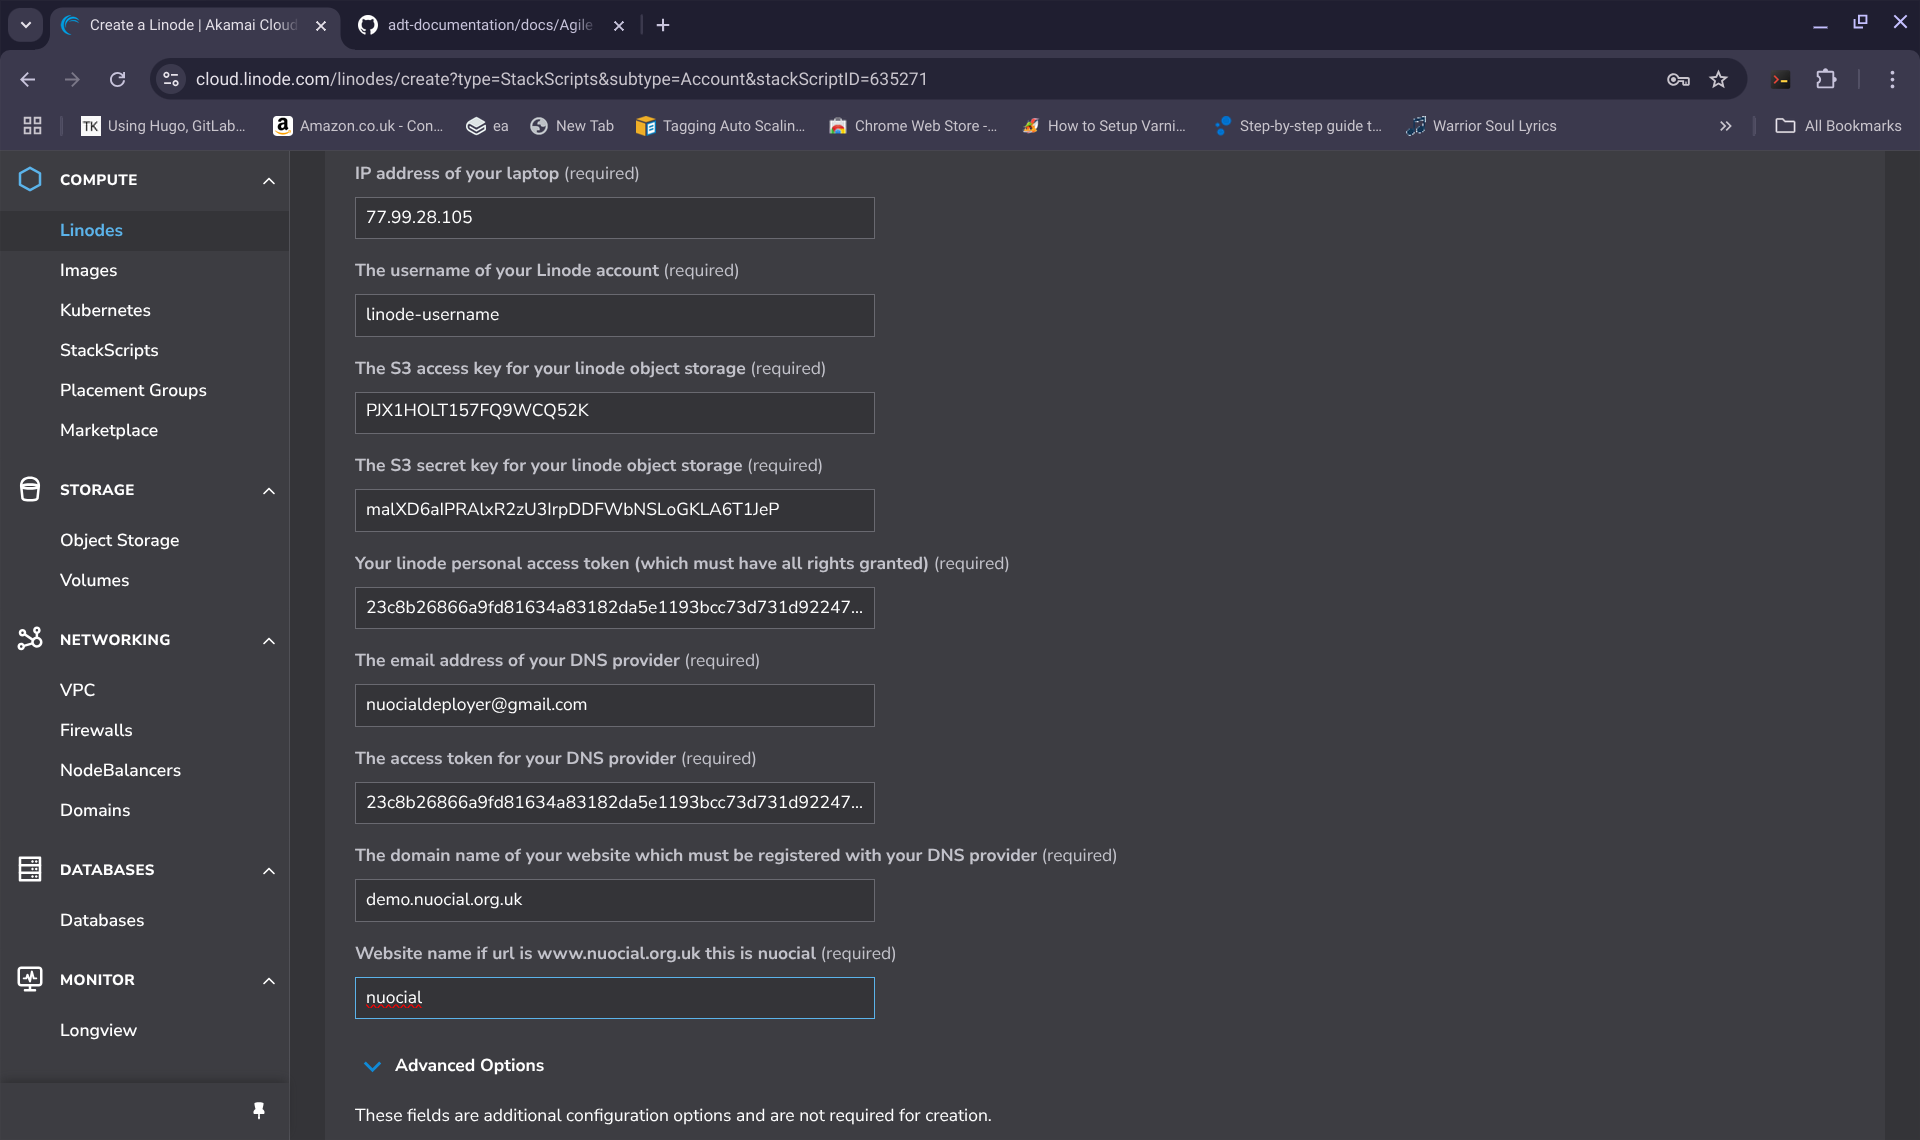 Create a Linode | Akamai Cloud
adt-documentation/docs/Agile
cloud.linode.com/linodes/create?type=StackScripts&subtype=Account&stackScriptID=635271
TK Using Hugo, GitLab...
a Amazon.co.uk - Con...
ea
New Tab
Tagging Auto Scalin...
Chrome Web Store -...
How to Setup Varni...
Step-by-step guide t...
Warrior Soul Lyrics
All Bookmarks
COMPUTE
Linodes
Images
Kubernetes
StackScripts
Placement Groups
Marketplace
STORAGE
Object Storage
Volumes
NETWORKING
VPC
Firewalls
NodeBalancers
Domains
DATABASES
Databases
MONITOR
Longview
IP address of your laptop (required)
77.99.28.105
The username of your Linode account (required)
linode-username
The S3 access key for your linode object storage (required)
PJX1HOLT157FQ9WCQ52K
The S3 secret key for your linode object storage (required)
malXD6aIPRAlxR2zU3IrpDDFWbNSLoGKLA6T1JeP
Your linode personal access token (which must have all rights granted) (required)
23c8b26866a9fd81634a83182da5e1193bcc73d731d92247...
The email address of your DNS provider (required)
nuocialdeployer@gmail.com
The access token for your DNS provider (required)
23c8b26866a9fd81634a83182da5e1193bcc73d731d92247...
The domain name of your website which must be registered with your DNS provider (required)
demo.nuocial.org.uk
Website name if url is www.nuocial.org.uk this is nuocial (required)
nuocial
Advanced Options
These fields are additional configuration options and are not required for creation.